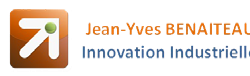 Jean-Yves BENAITEAU
Innovation Industrielle